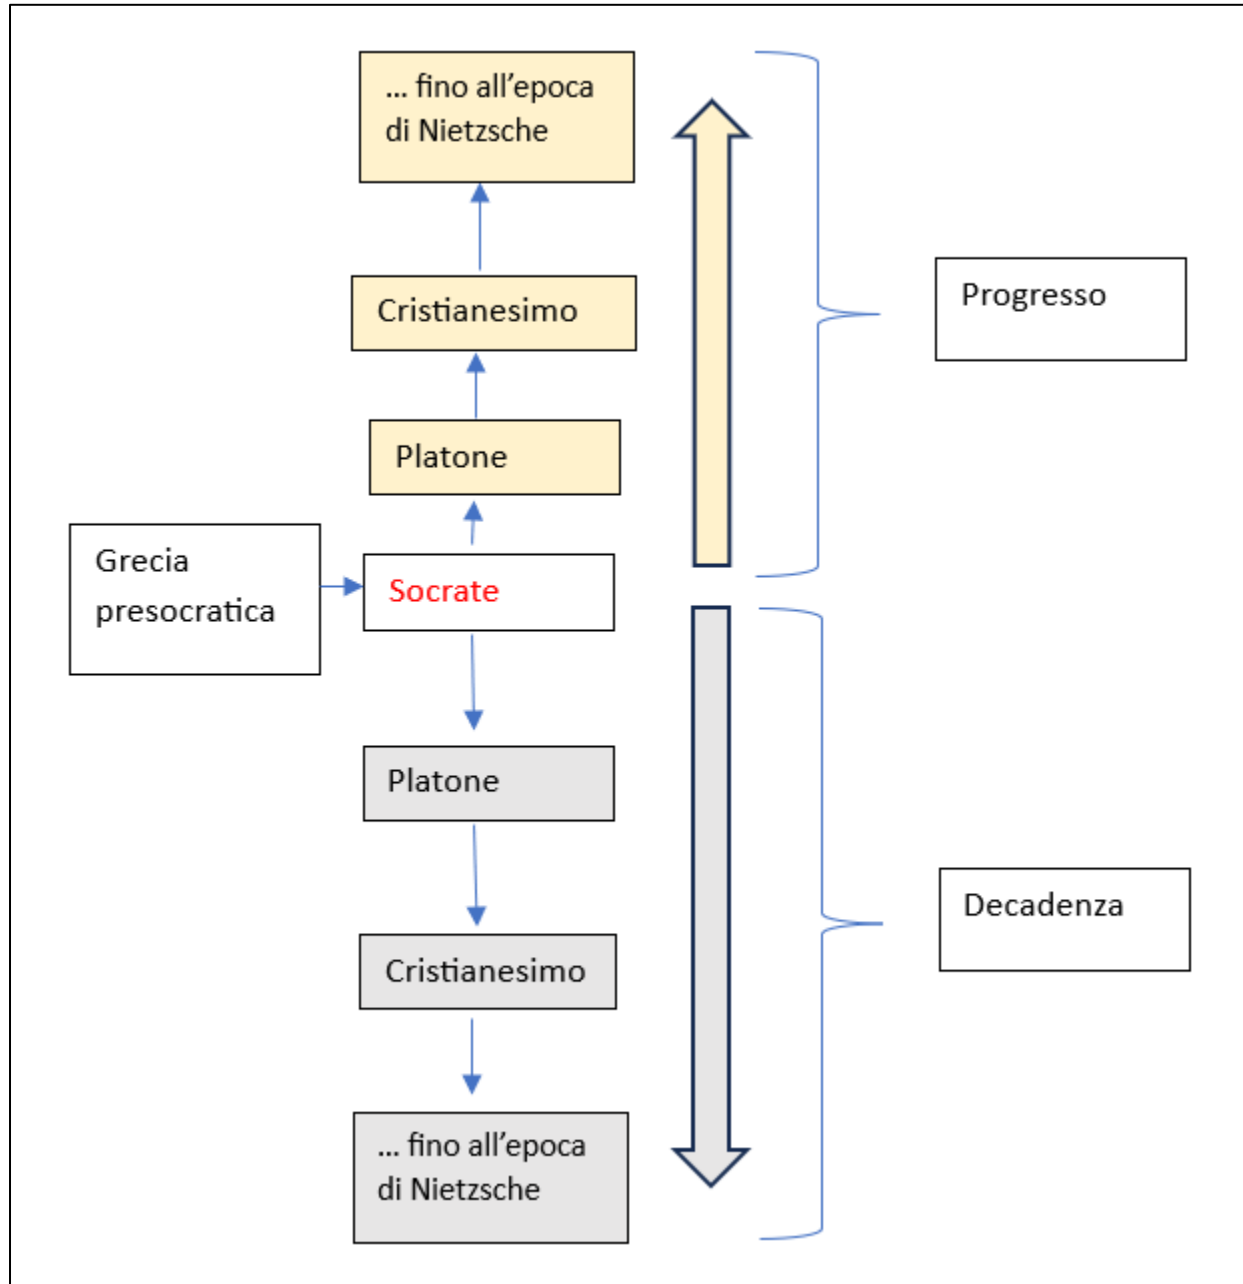 ... fino all’epoca
di Nietzsche
Progresso
Cristianesimo
Platone
Grecia
presocratica
Socrate
Platone
Decadenza
Cristianesimo
... fino all’epoca
di Nietzsche